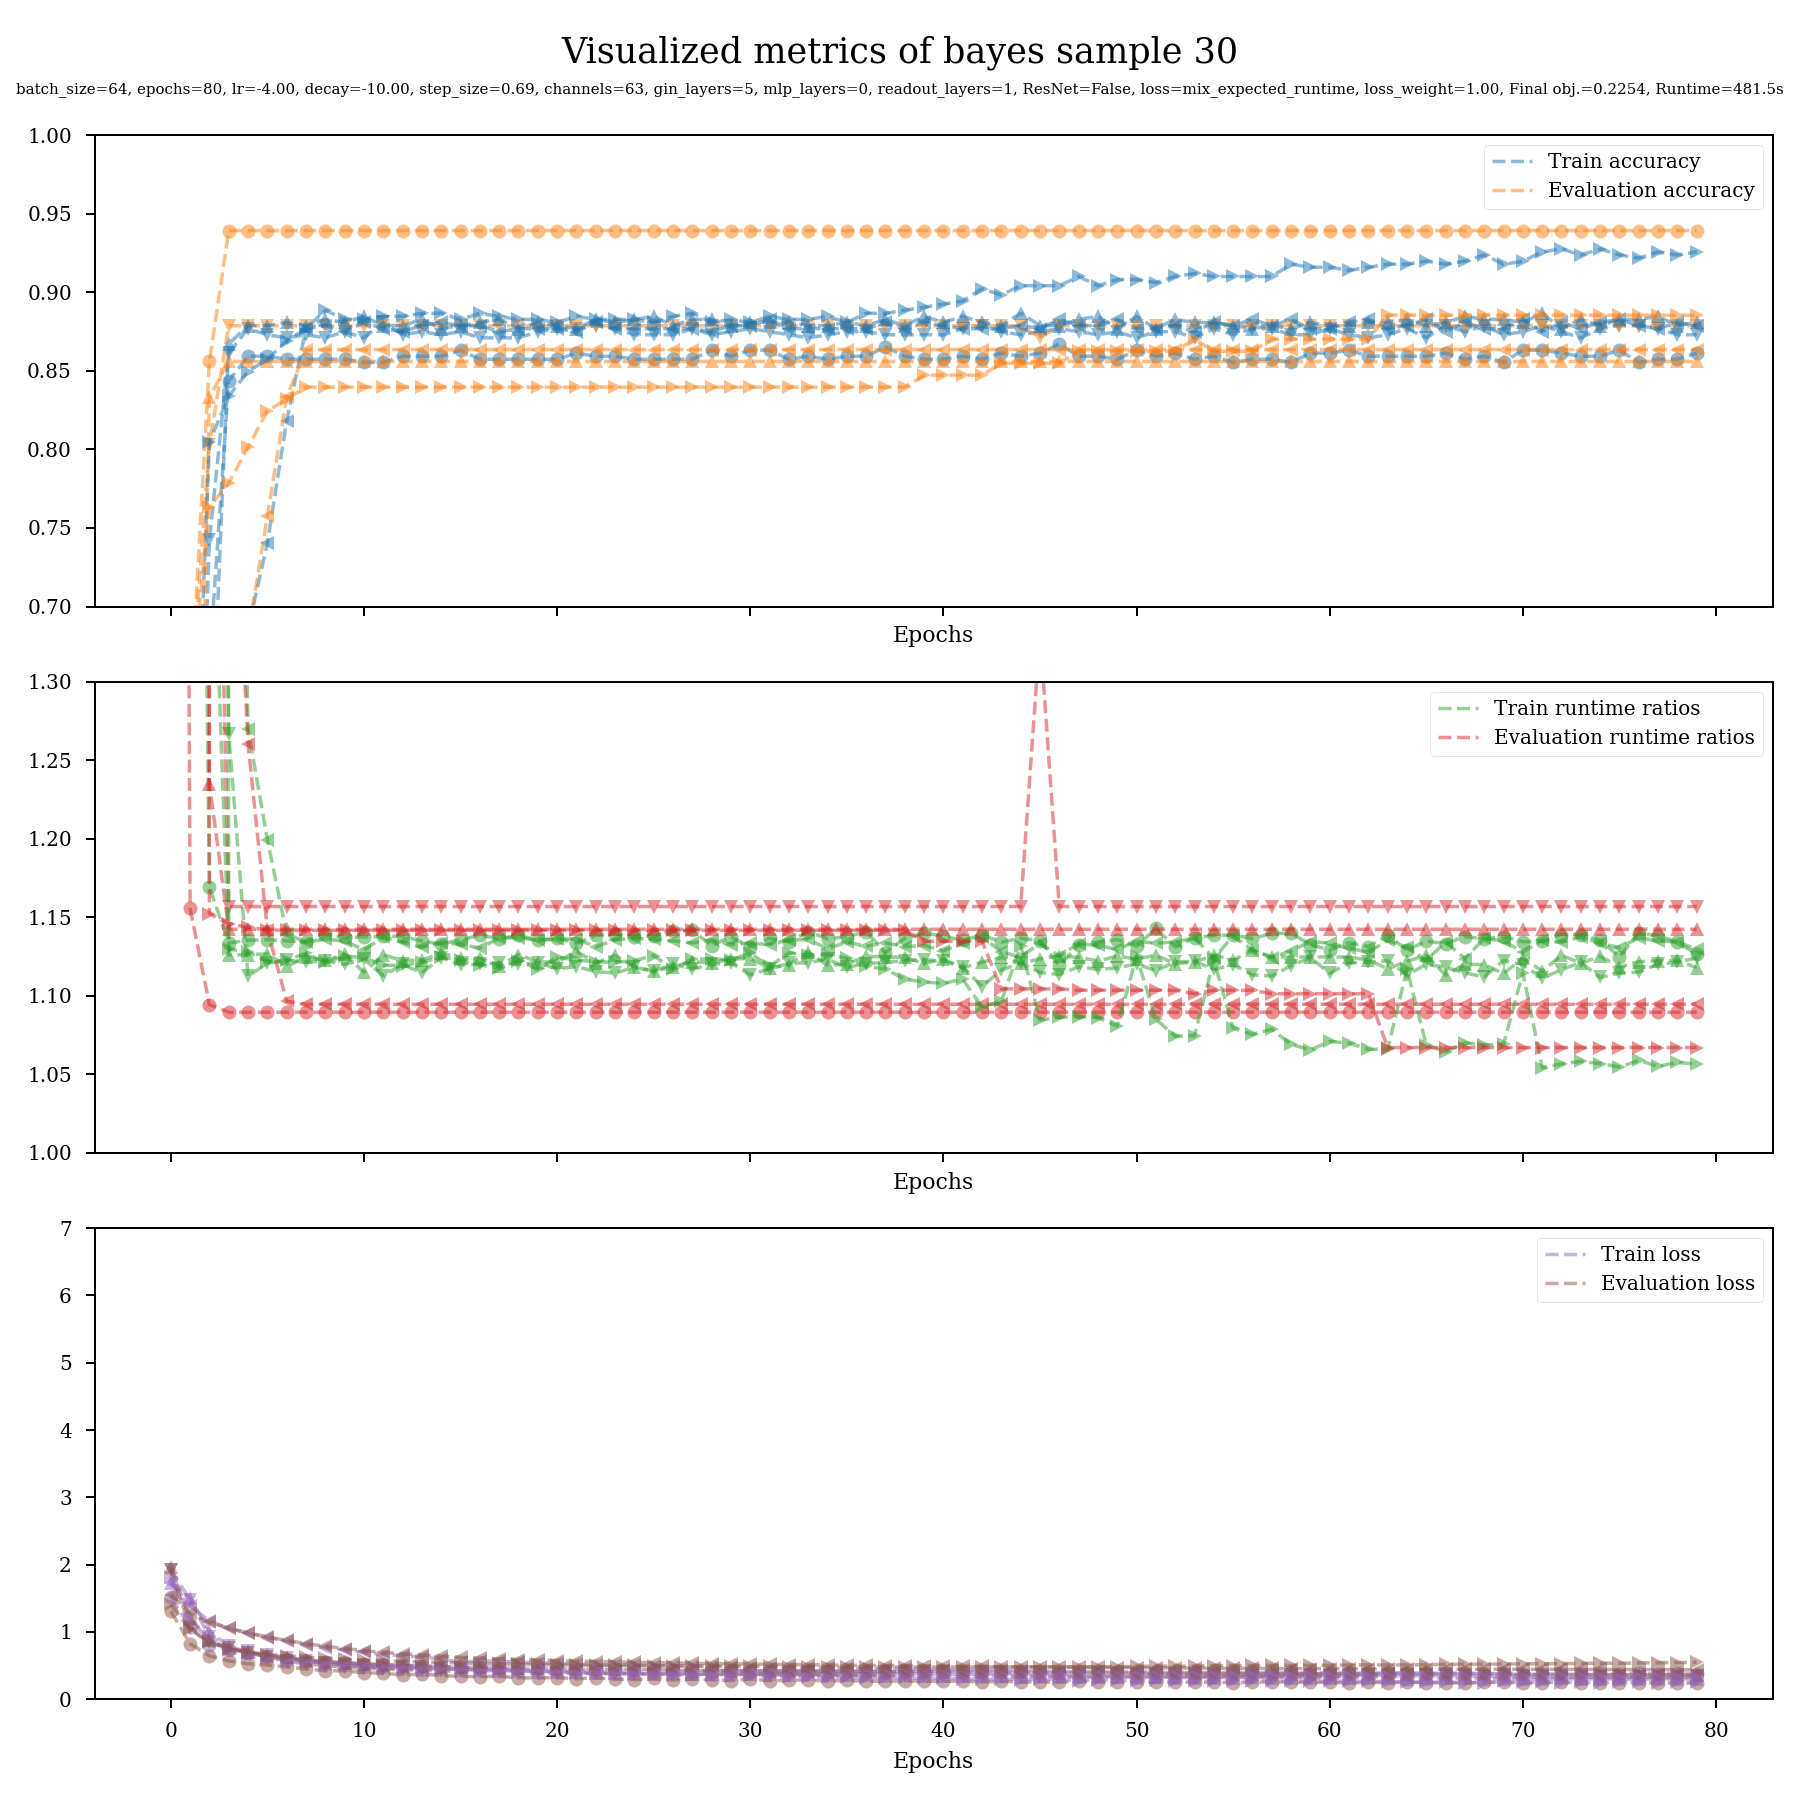 Visualized metrics of bayes sample 30
batch_size=64, epochs=80, lr=-4.00, decay=-10.00, step_size=0.69, channels=63, gin_layers=5, mlp_layers=0, readout_layers=1, ResNet=False, loss=mix_expected_runtime, loss_weight=1.00, Final obj.=0.2254, Runtime=481.5s
1.00
0.95
0.90
0.85
0.80
0.75
0.70
Train accuracy
Evaluation accuracy
Epochs
1.30
1.25
1.20
1.15
1.10
1.05
1.00
Train runtime ratios
Evaluation runtime ratios
Epochs
7
6
5
4
3
2
1
0
Train loss
Evaluation loss
0 10 20 30 40 50 60 70 80
Epochs